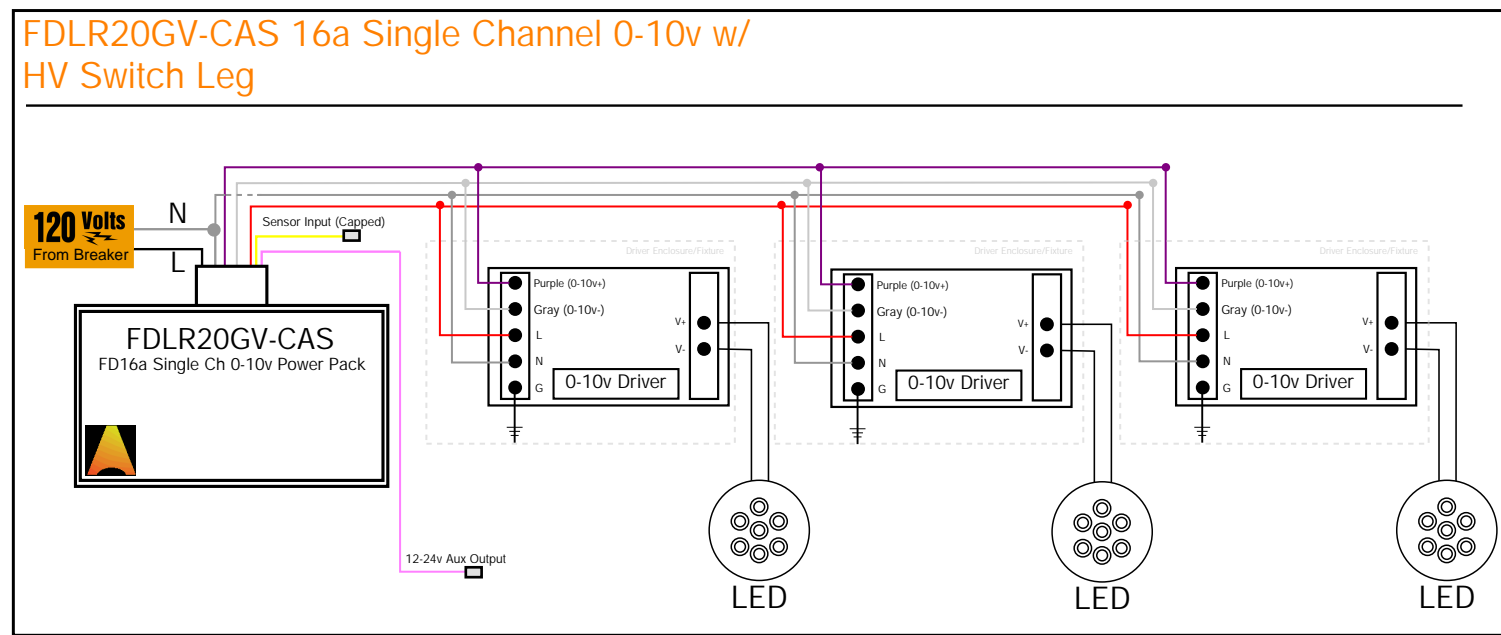 FDLR20GV-CAS 16a Single Channel 0-10v w/
HV Switch Leg
120 Volts
From Breaker
N
L
Sensor Input (Capped)
FDLR20GV-CAS
FD16a Single Ch 0-10v Power Pack
12-24v Aux Output
Driver Enclosure/Fixture
Purple (0-10v+)
Gray (0-10v-)
L
N
G
V+
V-
0-10v Driver
LED
Driver Enclosure/Fixture
Purple (0-10v+)
Gray (0-10v-)
L
N
G
V+
V-
0-10v Driver
LED
Driver Enclosure/Fixture
Purple (0-10v+)
Gray (0-10v-)
L
N
G
V+
V-
0-10v Driver
LED